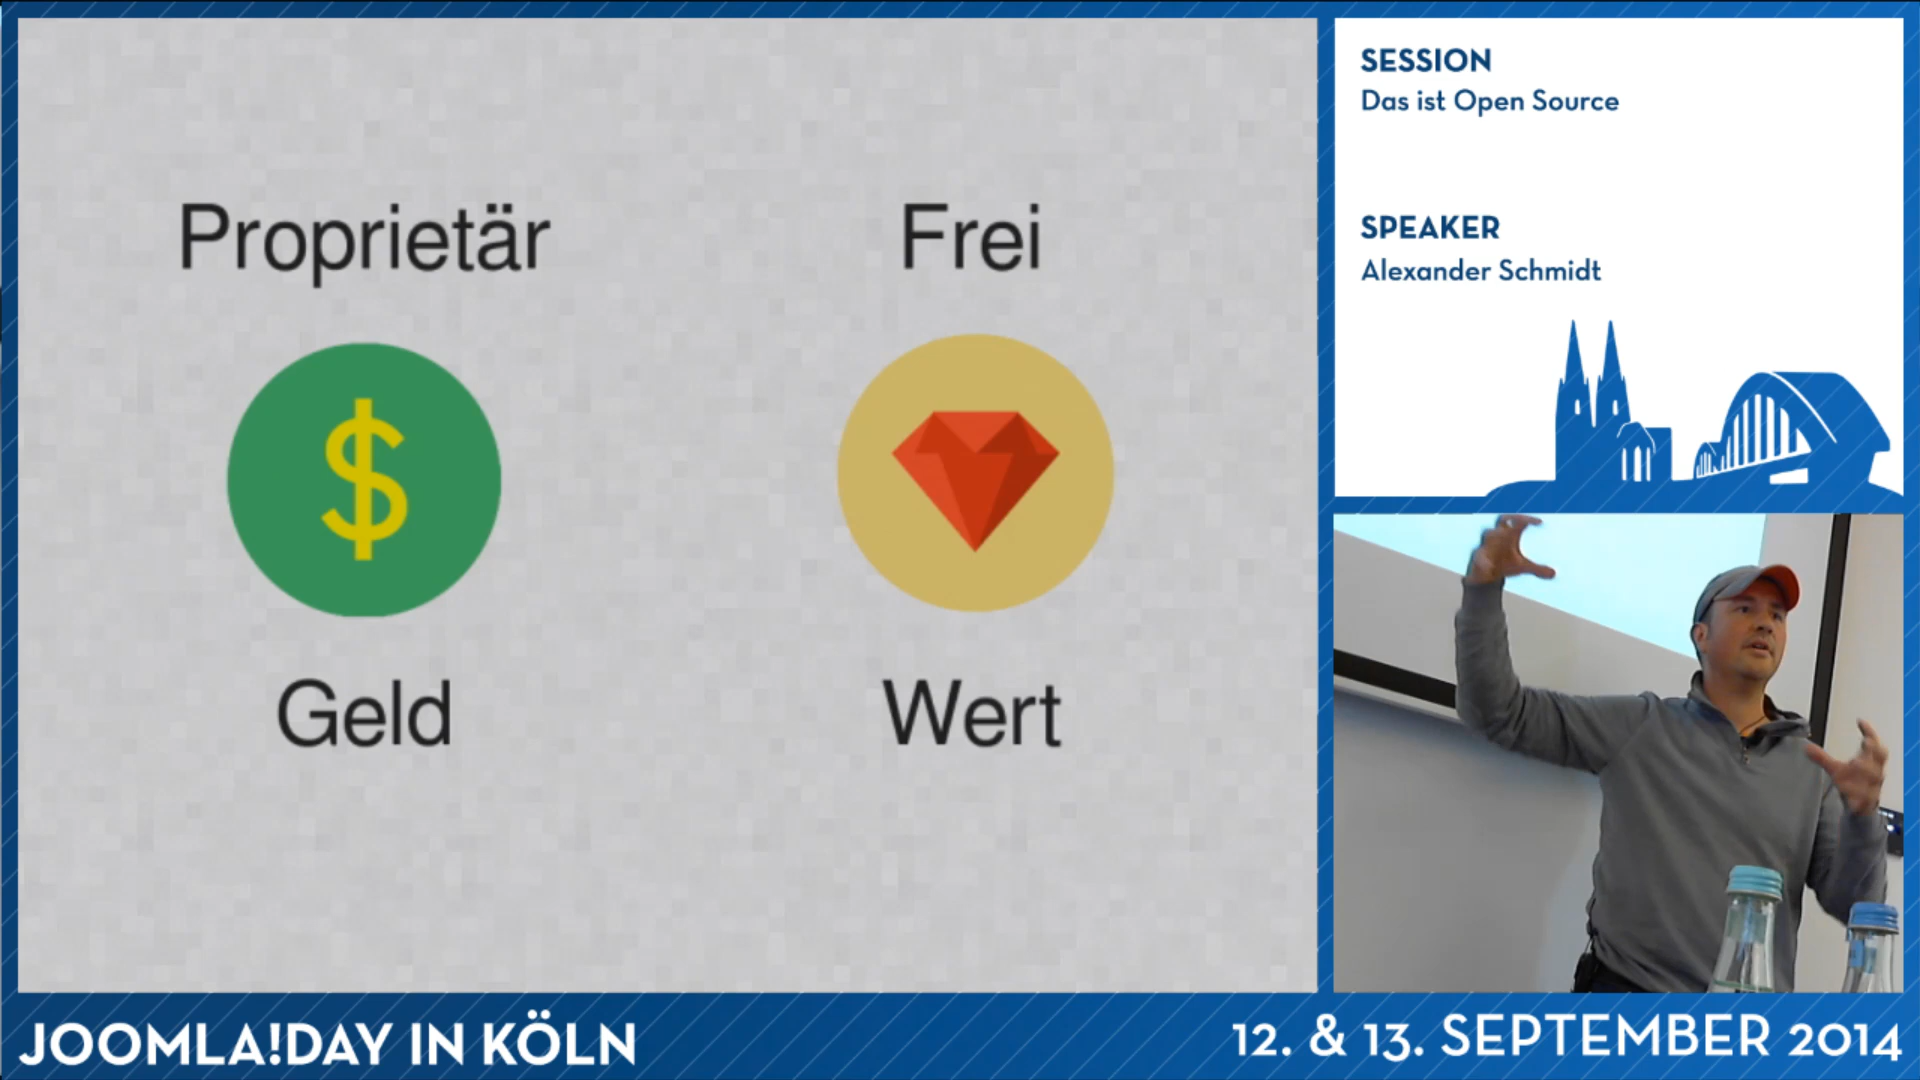 Proprietär
Frei
$
Geld
Wert
SESSION
Das ist Open Source
SPEAKER
Alexander Schmidt
JOOMLA!DAY IN KÖLN
12. & 13. SEPTEMBER 2014